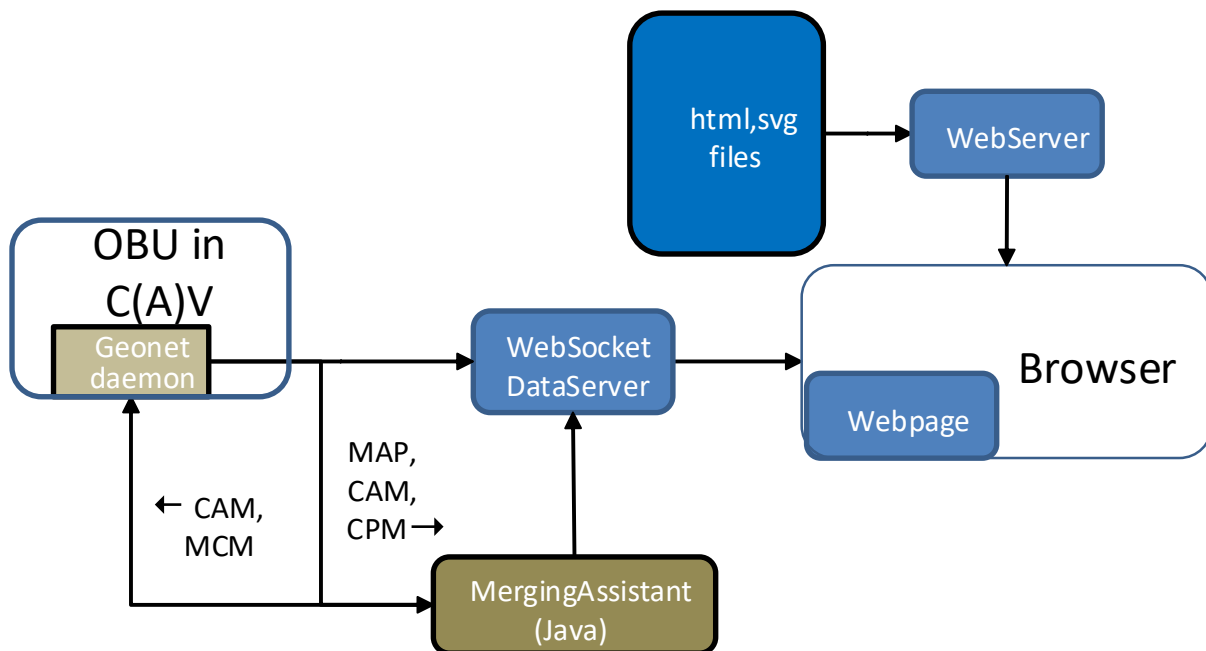 html,svg
files
WebServer
OBU in
C(A)V
Geonet
daemon
WebSocket
DataServer
Browser
Webpage
MAP,
CAM,
CPM →
← CAM,
MCM
MergingAssistant
(Java)